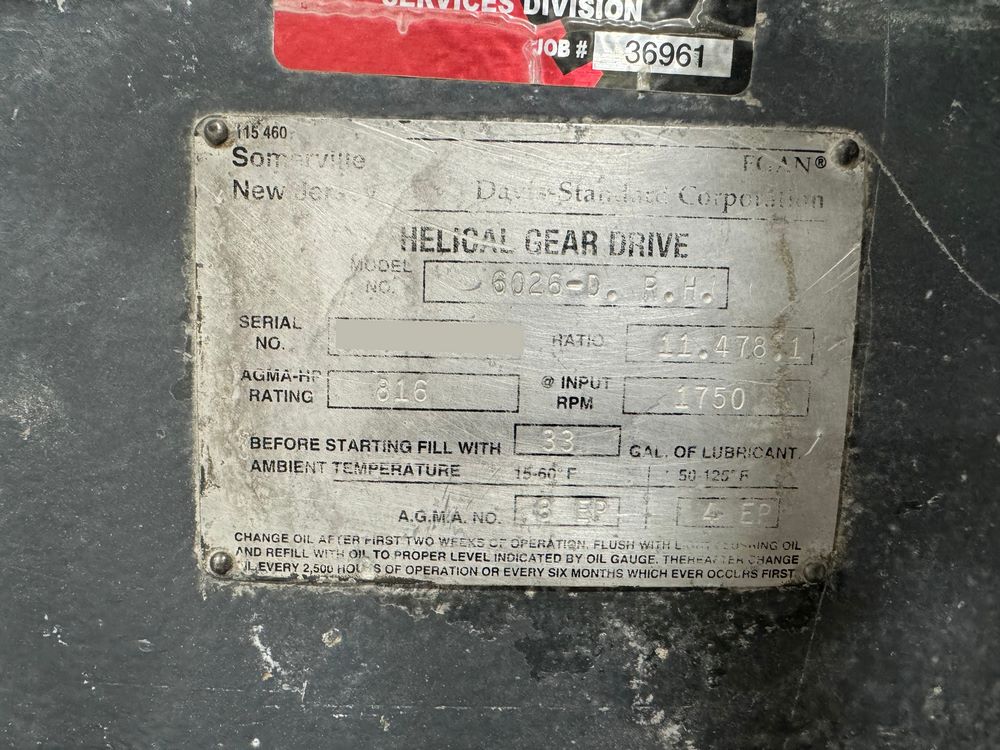 SERVICES DIVISION
JOB # 36961
115 460
Somerville EGAN®
New Jersey Davis-Standard Corporation
HELICAL GEAR DRIVE
MODEL NO. 6026-D. R.H.
SERIAL NO. RATIO 11.478.1
AGMA-HP RATING 816 @ INPUT RPM 1750
BEFORE STARTING FILL WITH 33 GAL. OF LUBRICANT.
AMBIENT TEMPERATURE 15-60° F 50-125° F
A.G.M.A. NO. 3 EP 4 EP
CHANGE OIL AFTER FIRST TWO WEEKS OF OPERATION. FLUSH WITH LIGHT FLUSHING OIL
AND REFILL WITH OIL TO PROPER LEVEL INDICATED BY OIL GAUGE. THEREAFTER CHANGE
OIL EVERY 2,500 HOURS OF OPERATION OR EVERY SIX MONTHS WHICH EVER OCCURS FIRST.